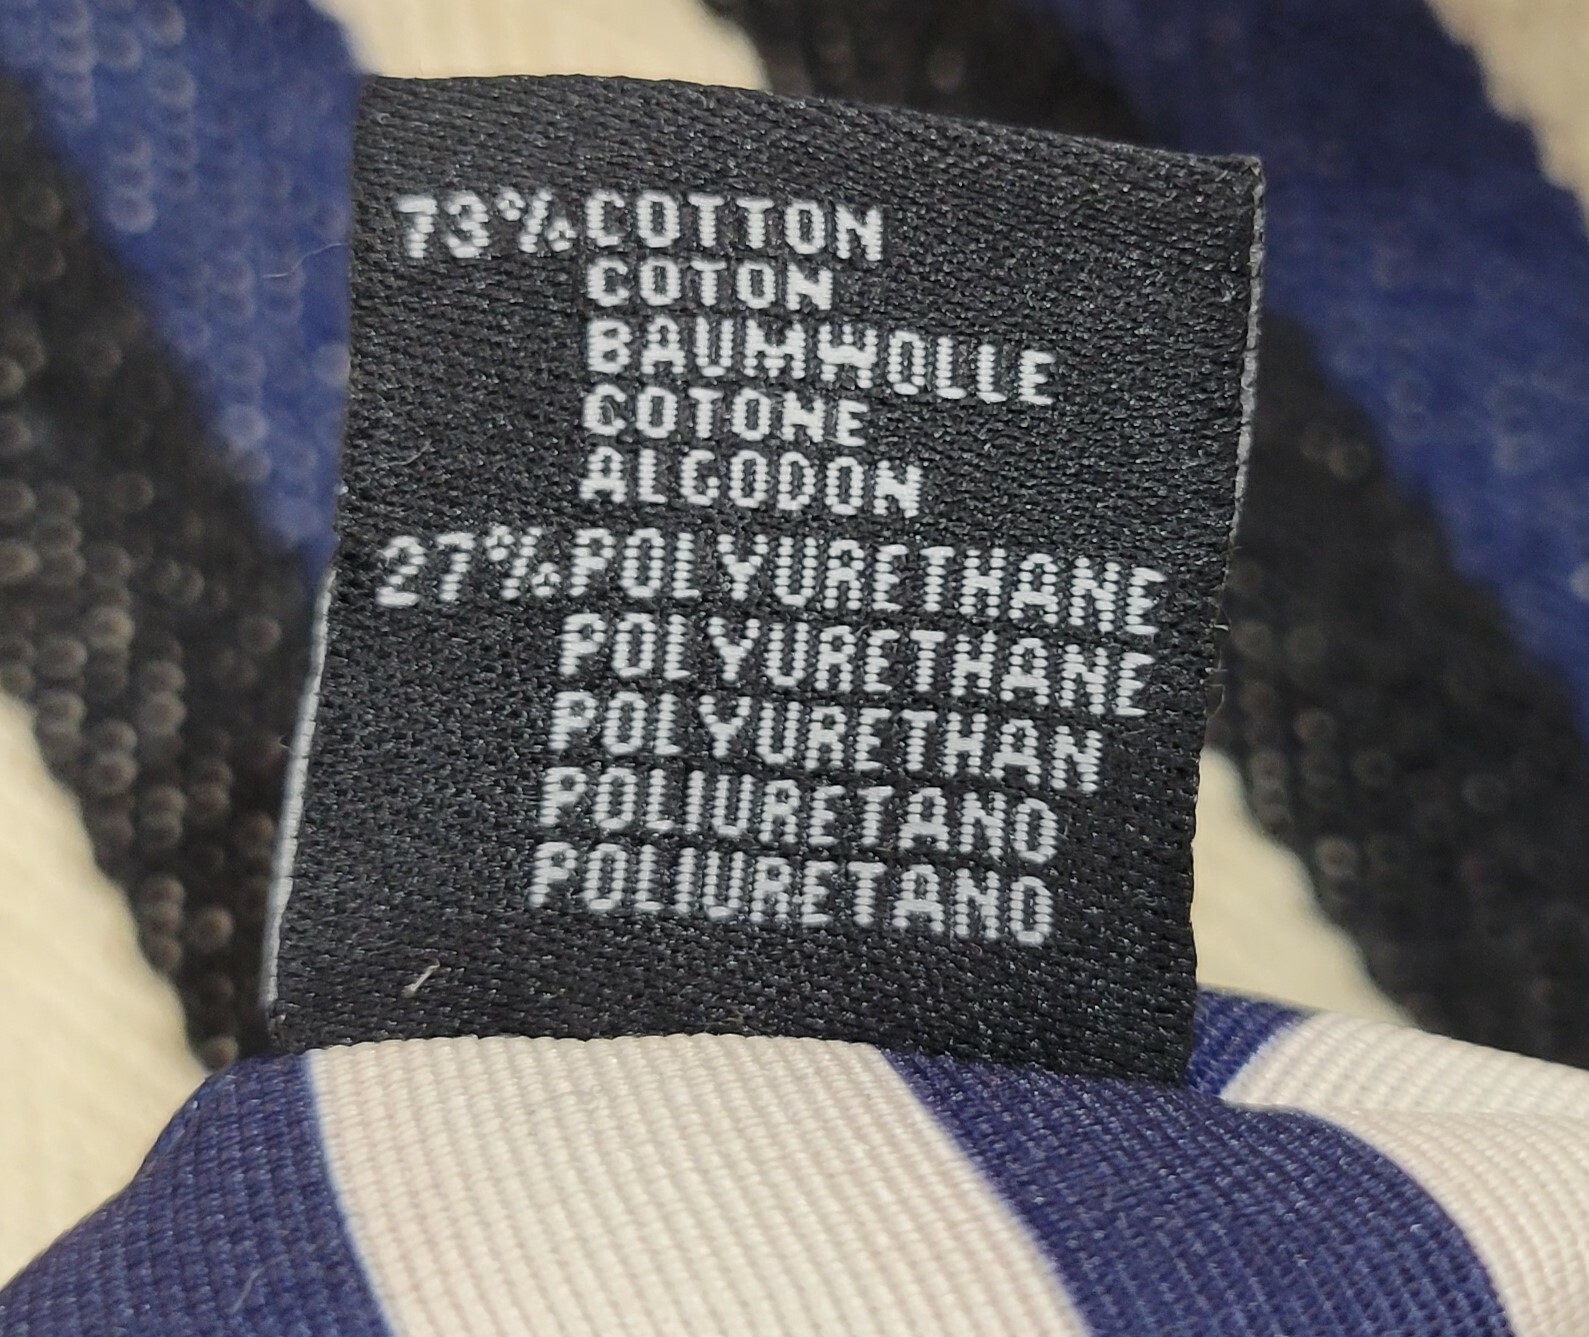 73% COTTON
COTON
BAUMWOLLE
COTONE
ALGODON
27% POLYURETHANE
POLYURETHANE
POLYURETHAN
POLIURETANO
POLIURETANO